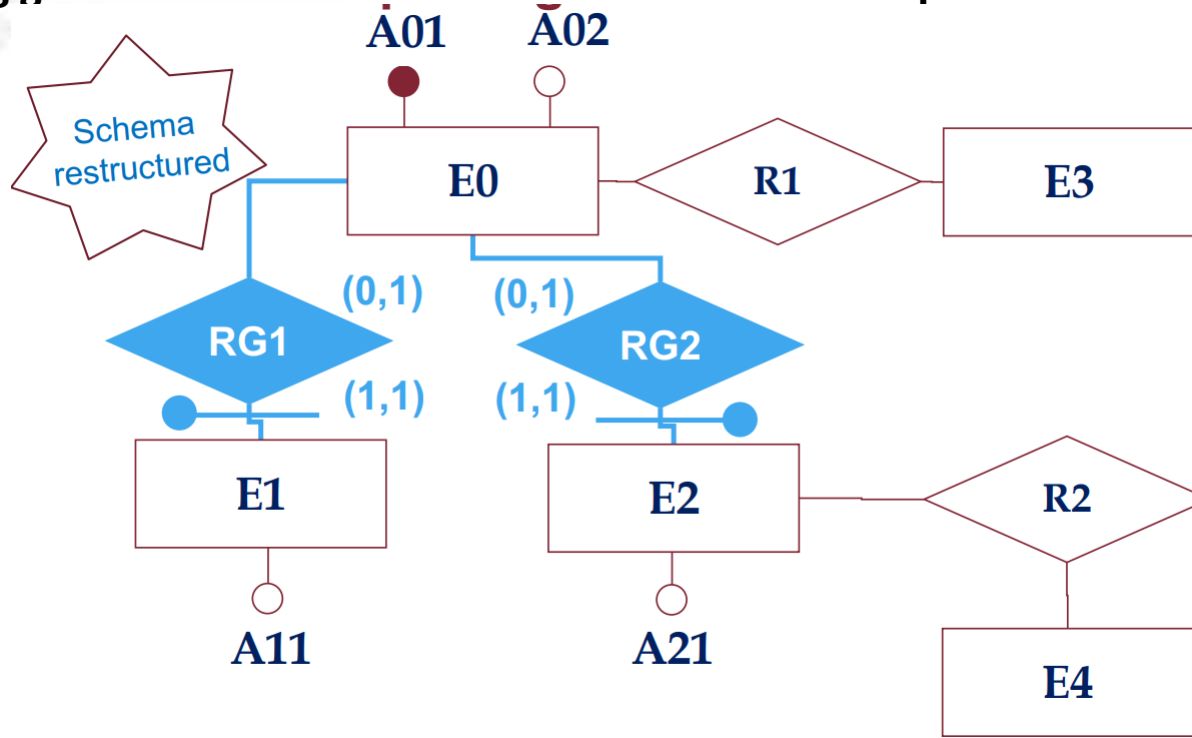 A01
A02
Schema
restructured
E0
R1
E3
(0,1)
(0,1)
RG1
RG2
(1,1)
(1,1)
E1
E2
R2
A11
A21
E4